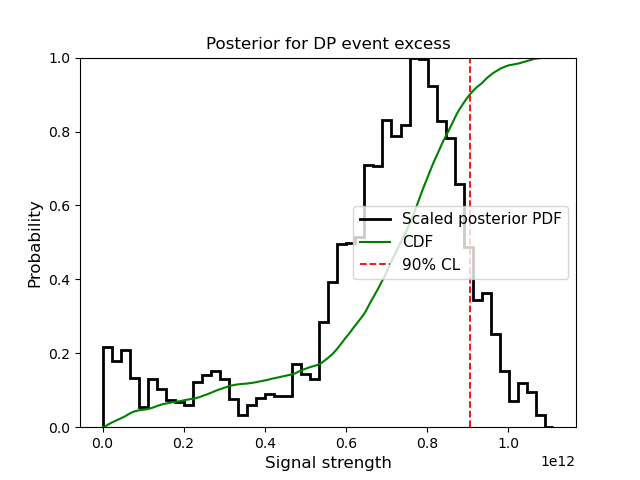 Posterior for DP event excess
1.0
0.8
0.6
0.4
0.2
0.0
Probability
Scaled posterior PDF
CDF
90% CL
0.0 0.2 0.4 0.6 0.8 1.0
1e12
Signal strength